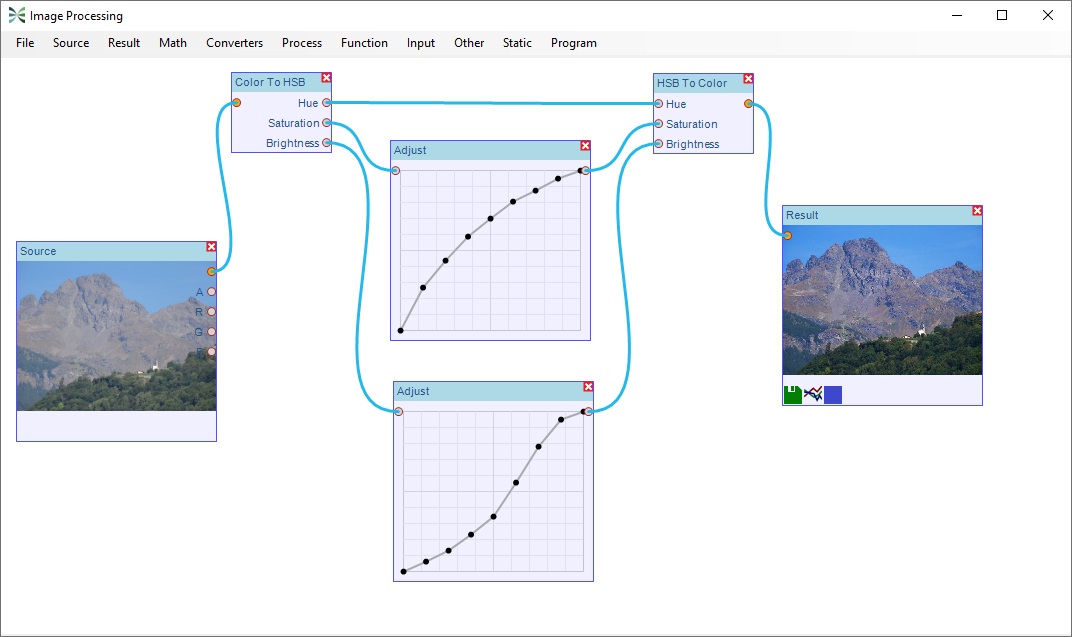 Image Processing
File Source Result Math Converters Process Function Input Other Static Program
Color To HSB
Hue
Saturation
Brightness
HSB To Color
Hue
Saturation
Brightness
Adjust
Result
Source
A
R
G
Adjust